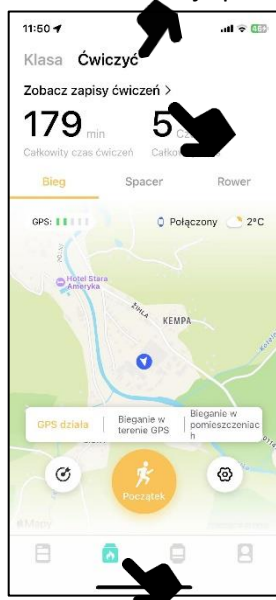 11:50
Klasa Ćwiczyć
Zobacz zapisy ćwiczeń >
179 min 5
Całkowity czas ćwiczeń
Bieg Spacer Rower
GPS: Połączony 2°C
Hotel Stara
Ameryka
ŽIHLA
KEMPA
GPS działa
Bieganie w
terenie GPS
Bieganie w
pomieszczeniac
h
Początek